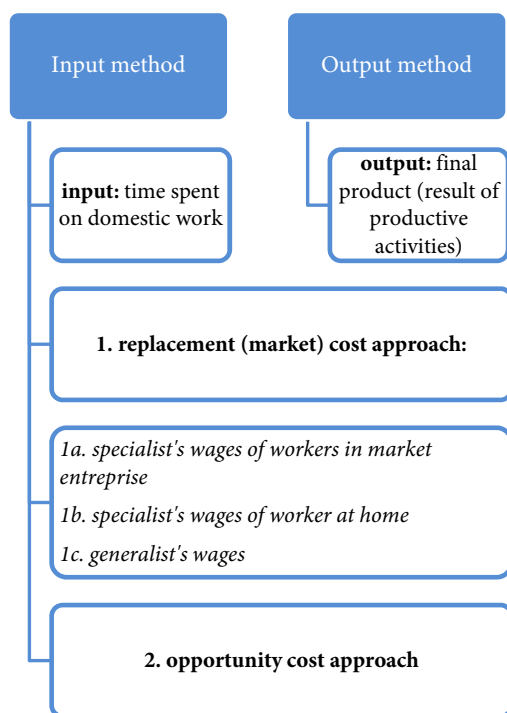 Input method
Output method
input: time spent
on domestic work
output: final
product (result of
productive
activities)
1. replacement (market) cost approach:
1a. specialist's wages of workers in market
entreprise
1b. specialist's wages of worker at home
1c. generalist's wages
2. opportunity cost approach